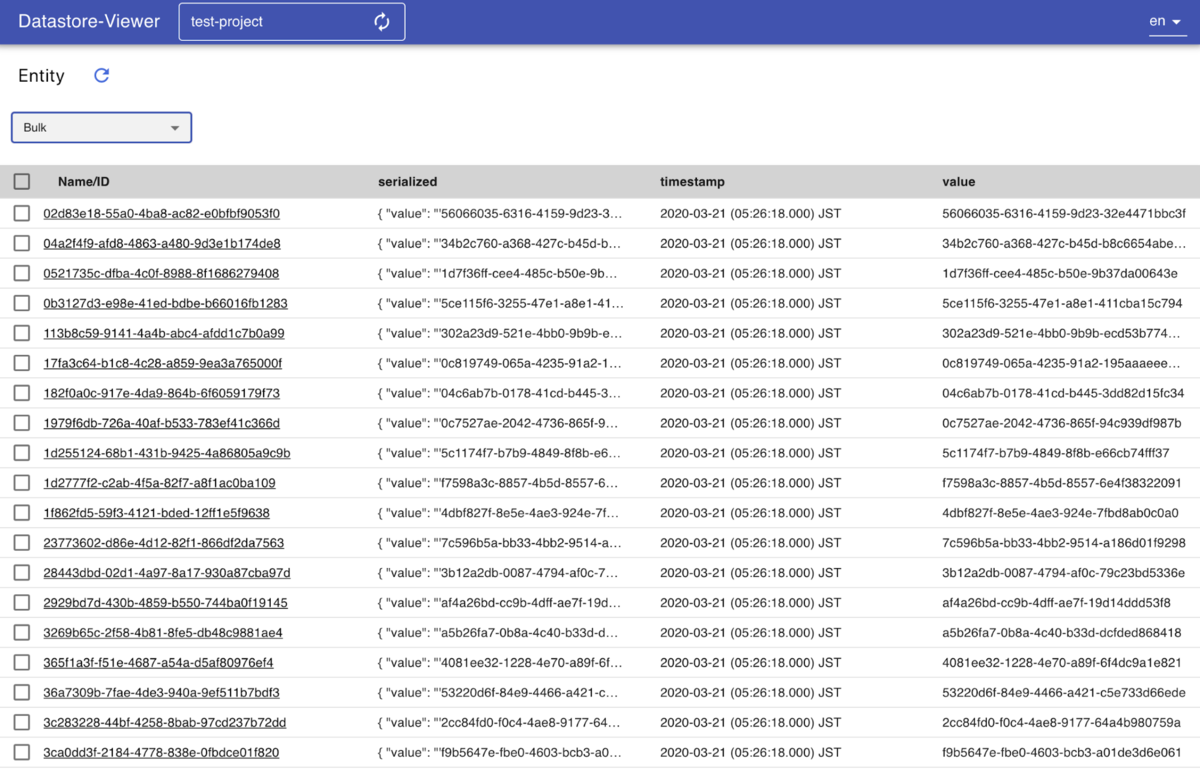 Datastore-Viewer test-project en
Entity
Bulk
Name/ID serialized timestamp value
02d83e18-55a0-4ba8-ac82-e0bfbf9053f0 { "value": "'56066035-6316-4159-9d23-3... 2020-03-21 (05:26:18.000) JST 56066035-6316-4159-9d23-32e4471bbc3f
04a2f4f9-afd8-4863-a480-9d3e1b174de8 { "value": "'34b2c760-a368-427c-b45d-b... 2020-03-21 (05:26:18.000) JST 34b2c760-a368-427c-b45d-b8c6654abe...
0521735c-dfba-4c0f-8988-8f1686279408 { "value": "'1d7f36ff-cee4-485c-b50e-9b... 2020-03-21 (05:26:18.000) JST 1d7f36ff-cee4-485c-b50e-9b37da00643e
0b3127d3-e98e-41ed-bdbe-b66016fb1283 { "value": "'5ce115f6-3255-47e1-a8e1-41... 2020-03-21 (05:26:18.000) JST 5ce115f6-3255-47e1-a8e1-411cba15c794
113b8c59-9141-4a4b-abc4-afdd1c7b0a99 { "value": "'302a23d9-521e-4bb0-9b9b-e... 2020-03-21 (05:26:18.000) JST 302a23d9-521e-4bb0-9b9b-ecd53b774...
17fa3c64-b1c8-4c28-a859-9ea3a765000f { "value": "'0c819749-065a-4235-91a2-1... 2020-03-21 (05:26:18.000) JST 0c819749-065a-4235-91a2-195aaaeee...
182f0a0c-917e-4da9-864b-6f6059179f73 { "value": "'04c6ab7b-0178-41cd-b445-3... 2020-03-21 (05:26:18.000) JST 04c6ab7b-0178-41cd-b445-3dd82d15fc34
1979f6db-726a-40af-b533-783ef41c366d { "value": "'0c7527ae-2042-4736-865f-9... 2020-03-21 (05:26:18.000) JST 0c7527ae-2042-4736-865f-94c939df987b
1d255124-68b1-431b-9425-4a86805a9c9b { "value": "'5c1174f7-b7b9-4849-8f8b-e6... 2020-03-21 (05:26:18.000) JST 5c1174f7-b7b9-4849-8f8b-e66cb74fff37
1d2777f2-c2ab-4f5a-82f7-a8f1ac0ba109 { "value": "'f7598a3c-8857-4b5d-8557-6... 2020-03-21 (05:26:18.000) JST f7598a3c-8857-4b5d-8557-6e4f38322091
1f862fd5-59f3-4121-bded-12ff1e5f9638 { "value": "'4dbf827f-8e5e-4ae3-924e-7f... 2020-03-21 (05:26:18.000) JST 4dbf827f-8e5e-4ae3-924e-7fbd8ab0c0a0
23773602-d86e-4d12-82f1-866df2da7563 { "value": "'7c596b5a-bb33-4bb2-9514-a... 2020-03-21 (05:26:18.000) JST 7c596b5a-bb33-4bb2-9514-a186d01f9298
28443dbd-02d1-4a97-8a17-930a87cba97d { "value": "'3b12a2db-0087-4794-af0c-7... 2020-03-21 (05:26:18.000) JST 3b12a2db-0087-4794-af0c-79c23bd5336e
2929bd7d-430b-4859-b550-744ba0f19145 { "value": "'af4a26bd-cc9b-4dff-ae7f-19d... 2020-03-21 (05:26:18.000) JST af4a26bd-cc9b-4dff-ae7f-19d14ddd53f8
3269b65c-2f58-4b81-8fe5-db48c9881ae4 { "value": "'a5b26fa7-0b8a-4c40-b33d-d... 2020-03-21 (05:26:18.000) JST a5b26fa7-0b8a-4c40-b33d-dcfded868418
365f1a3f-f51e-4687-a54a-d5af80976ef4 { "value": "'4081ee32-1228-4e70-a89f-6f... 2020-03-21 (05:26:18.000) JST 4081ee32-1228-4e70-a89f-6f4dc9a1e821
36a7309b-7fae-4de3-940a-9ef511b7bdf3 { "value": "'53220d6f-84e9-4466-a421-c... 2020-03-21 (05:26:18.000) JST 53220d6f-84e9-4466-a421-c5e733d66ede
3c283228-44bf-4258-8bab-97cd237b72dd { "value": "'2cc84fd0-f0c4-4ae8-9177-64... 2020-03-21 (05:26:18.000) JST 2cc84fd0-f0c4-4ae8-9177-64a4b980759a
3ca0dd3f-2184-4778-838e-0fbdce01f820 { "value": "'f9b5647e-fbe0-4603-bcb3-a0... 2020-03-21 (05:26:18.000) JST f9b5647e-fbe0-4603-bcb3-a01de3d6e061